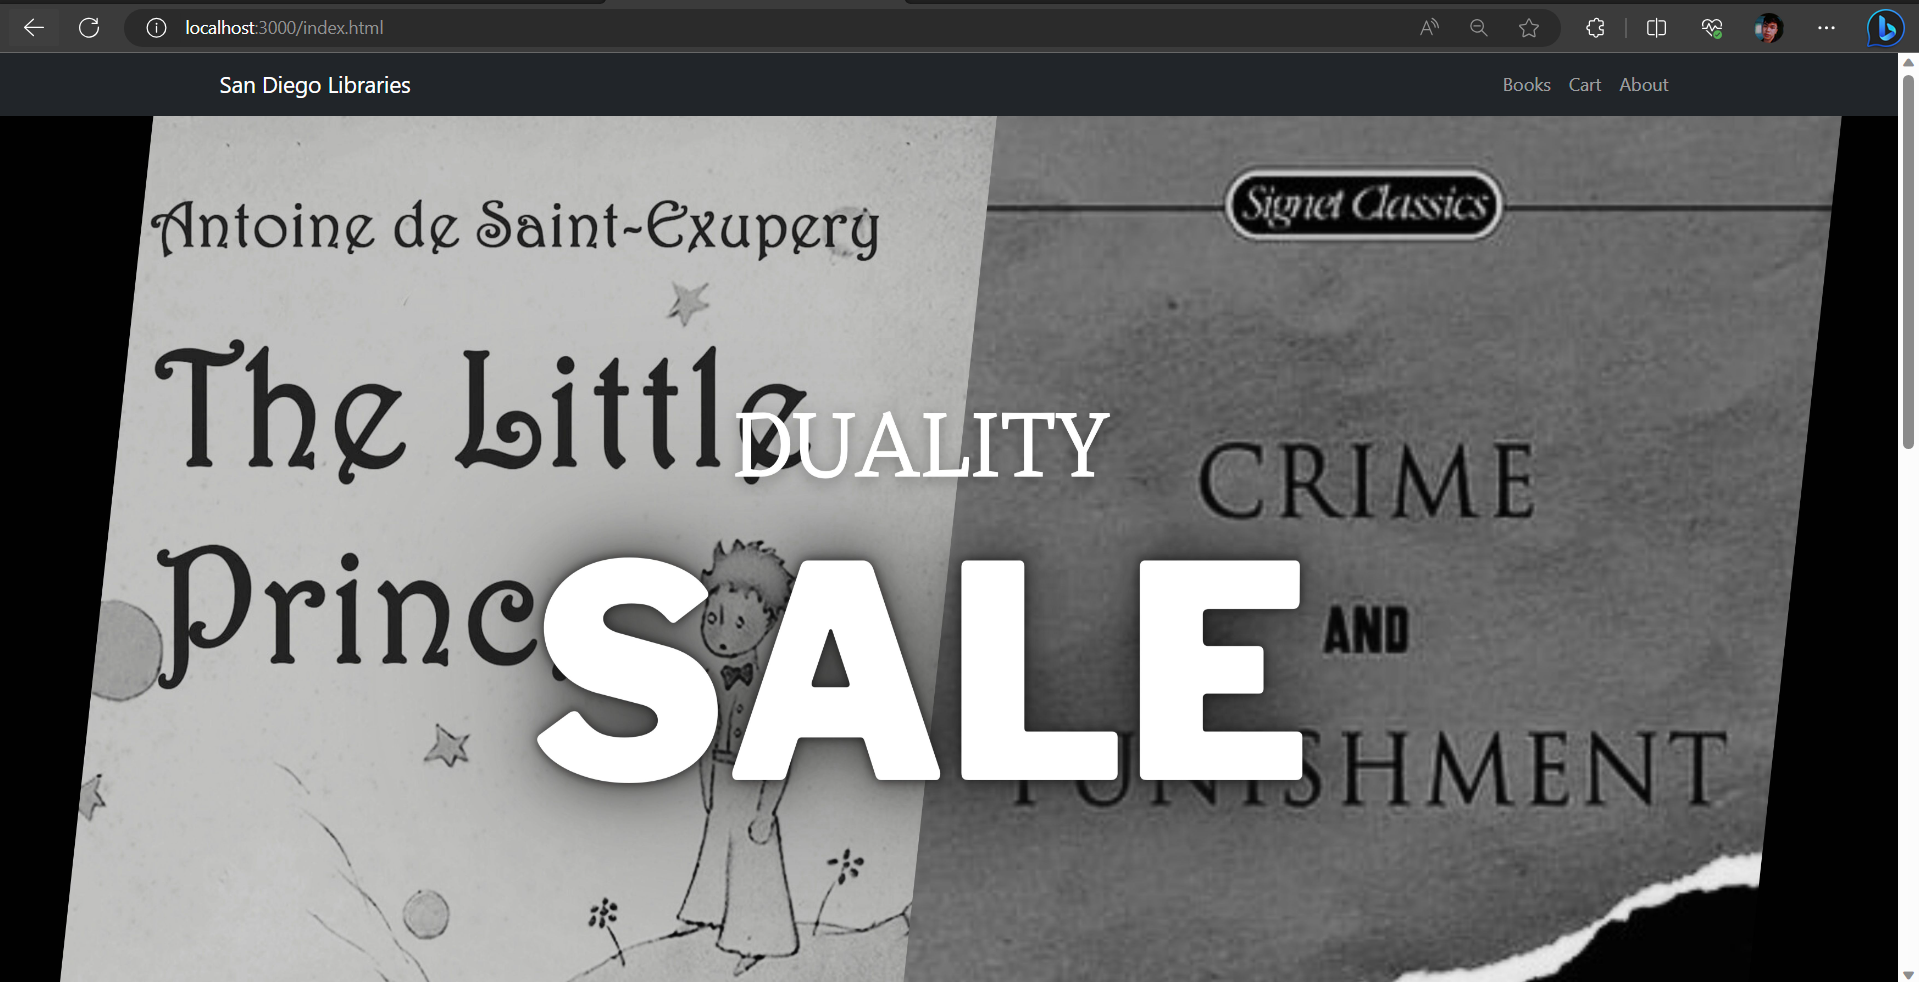 localhost:3000/index.html
San Diego Libraries
Books Cart About
Antoine de Saint-Exupery
Signet Classics
The Little
DUALITY
CRIME
Princ
SALE
AND
PUNISHMENT